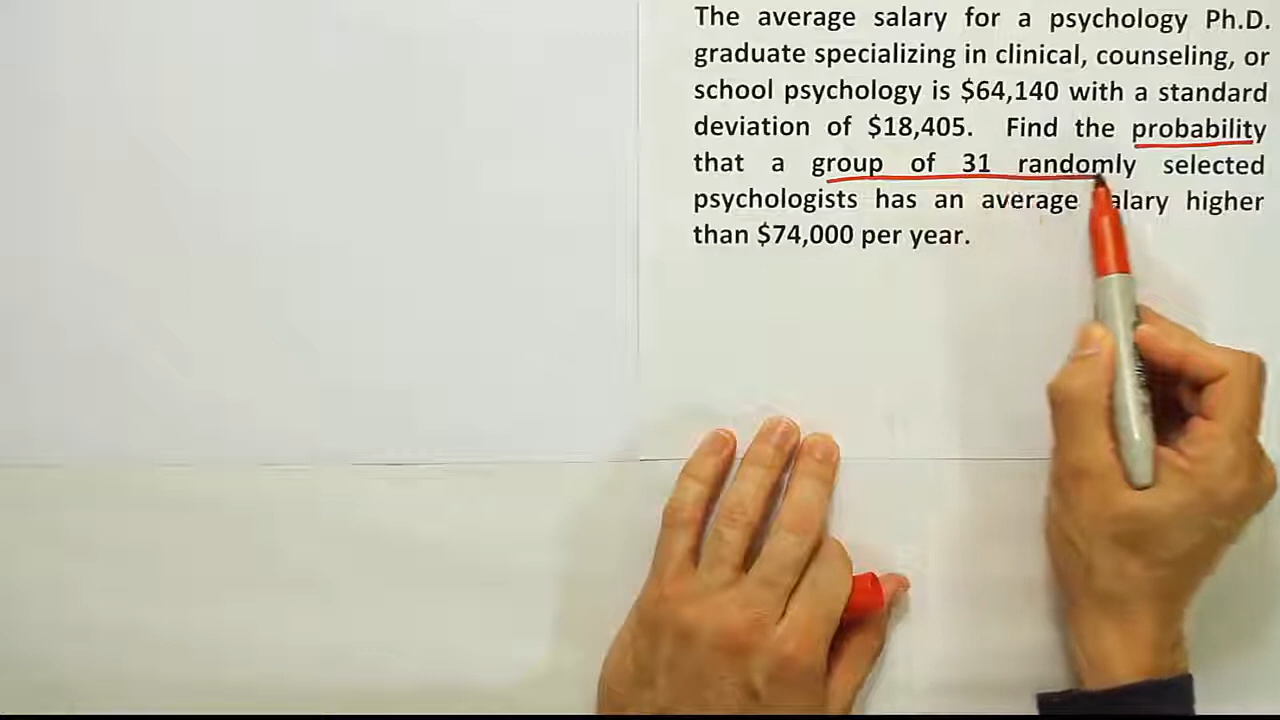 The average salary for a psychology Ph.D.
graduate specializing in clinical, counseling, or
school psychology is $64,140 with a standard
deviation of $18,405. Find the probability
that a group of 31 randomly selected
psychologists has an average salary higher
than $74,000 per year.